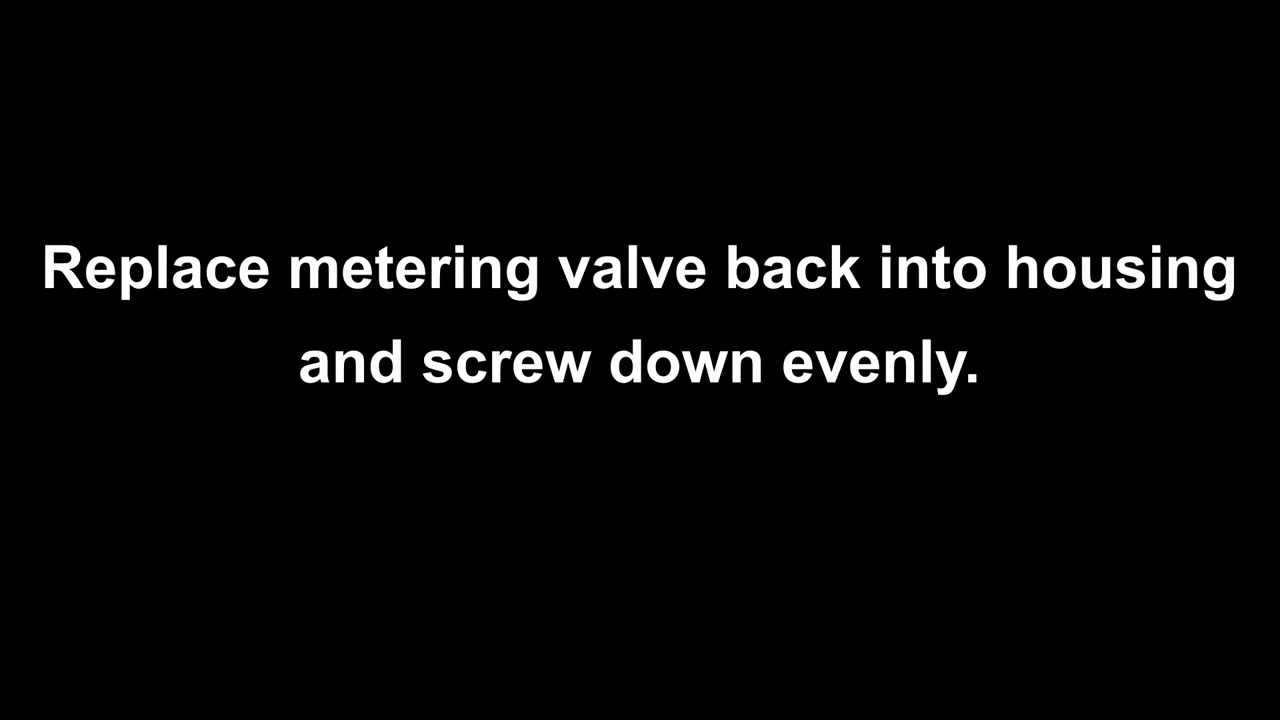 Replace metering valve back into housing
and screw down evenly.